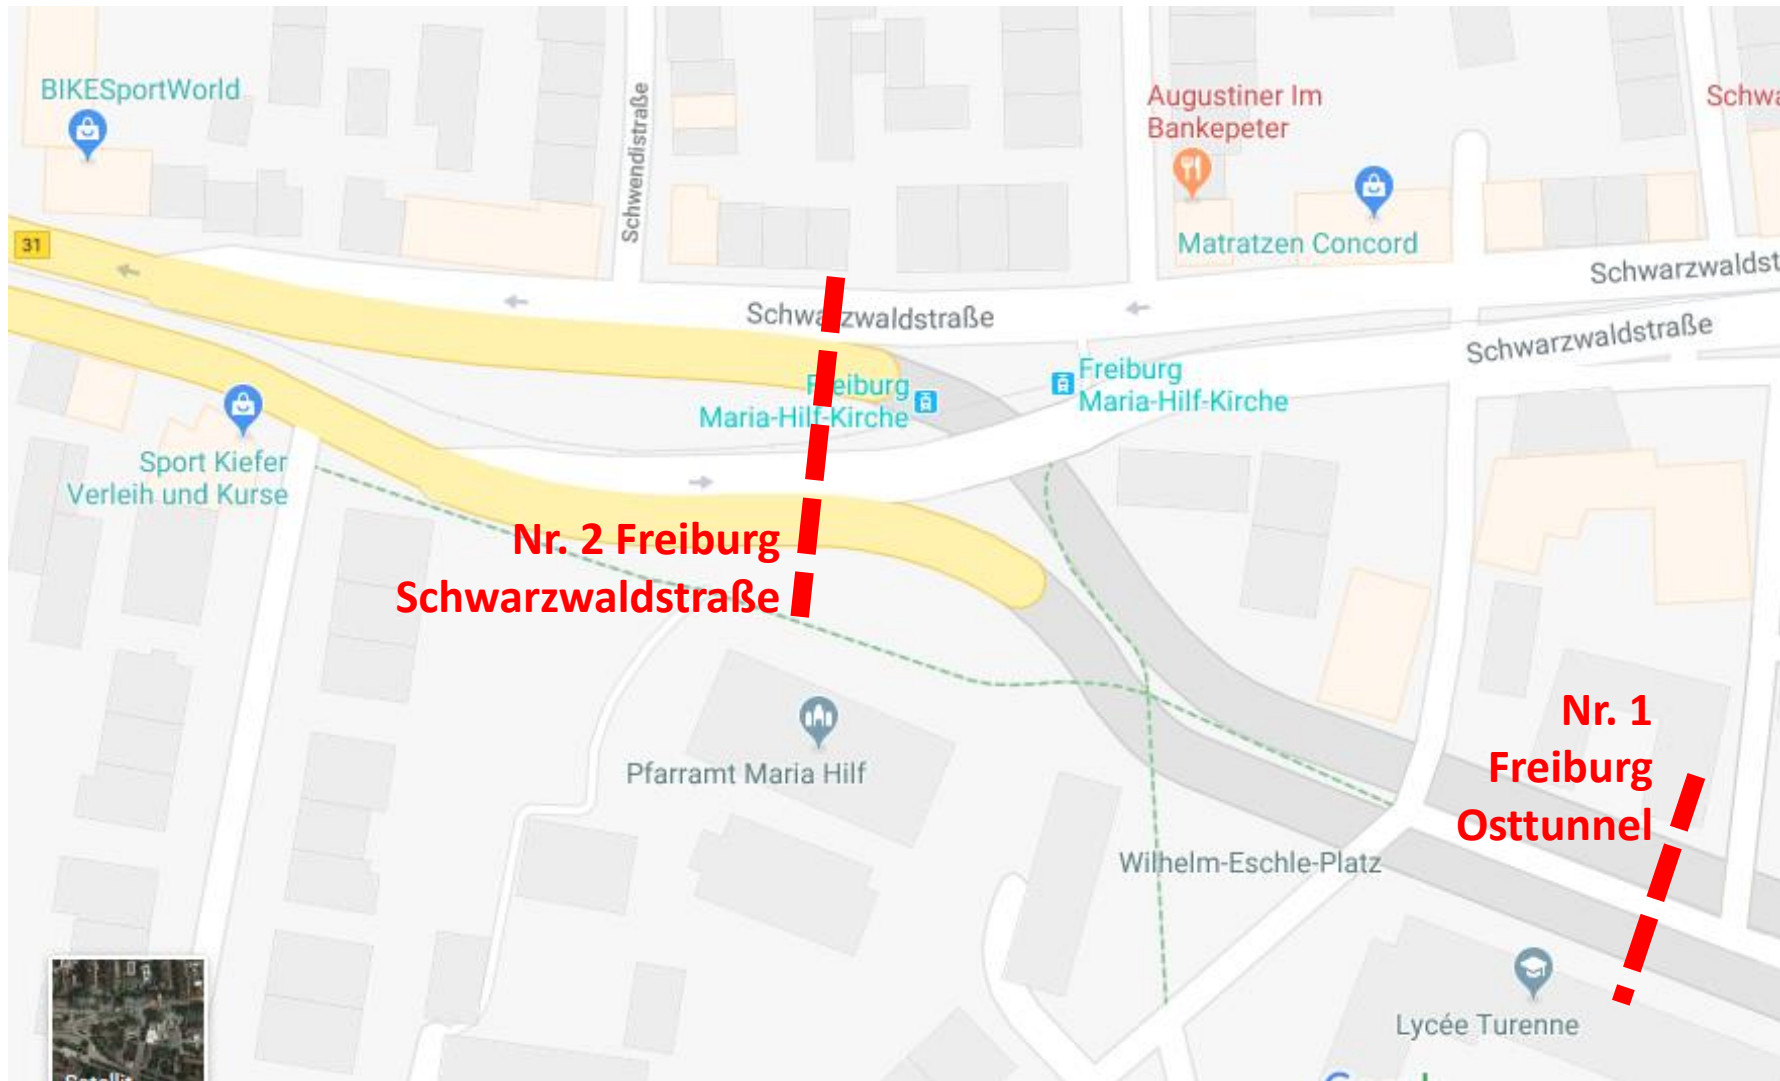 BIKESportWorld
Schwendistraße
Augustiner Im
Bankepeter
Matratzen Concord
31
Schwarzwaldstraße
Schwarzwaldstraße
Freiburg
Maria-Hilf-Kirche
Freiburg
Maria-Hilf-Kirche
Sport Kiefer
Verleih und Kurse
Nr. 2 Freiburg
Schwarzwaldstraße
Pfarramt Maria Hilf
Nr. 1
Freiburg
Osttunnel
Wilhelm-Eschle-Platz
Lycée Turenne